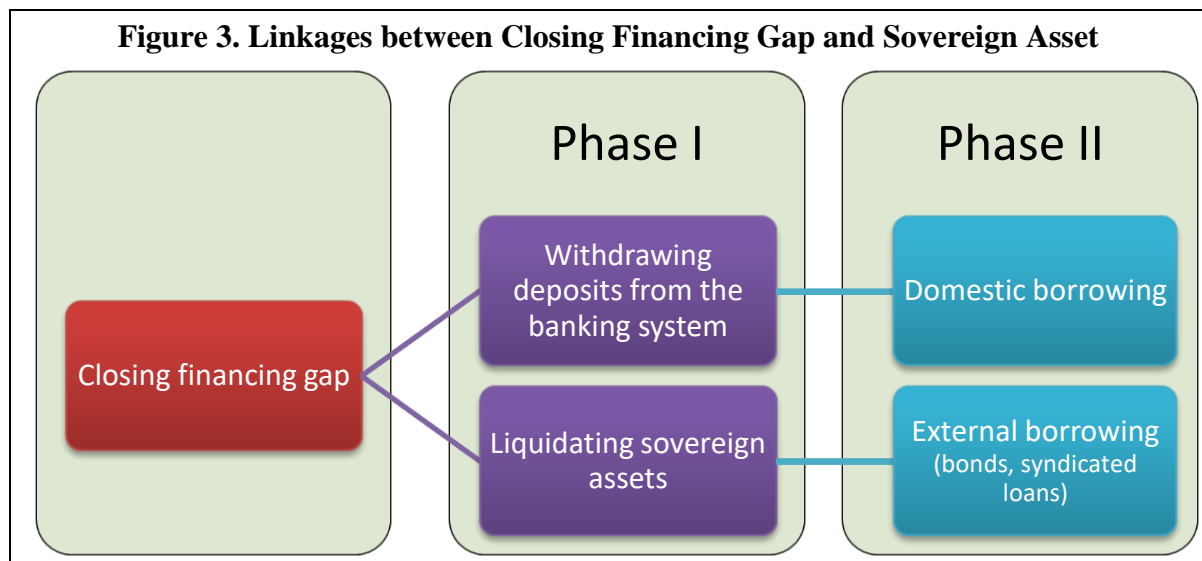 Figure 3. Linkages between Closing Financing Gap and Sovereign Asset
Closing financing gap
Phase I
Withdrawing
deposits from the
banking system
Liquidating sovereign
assets
Phase II
Domestic borrowing
External borrowing
(bonds, syndicated
loans)